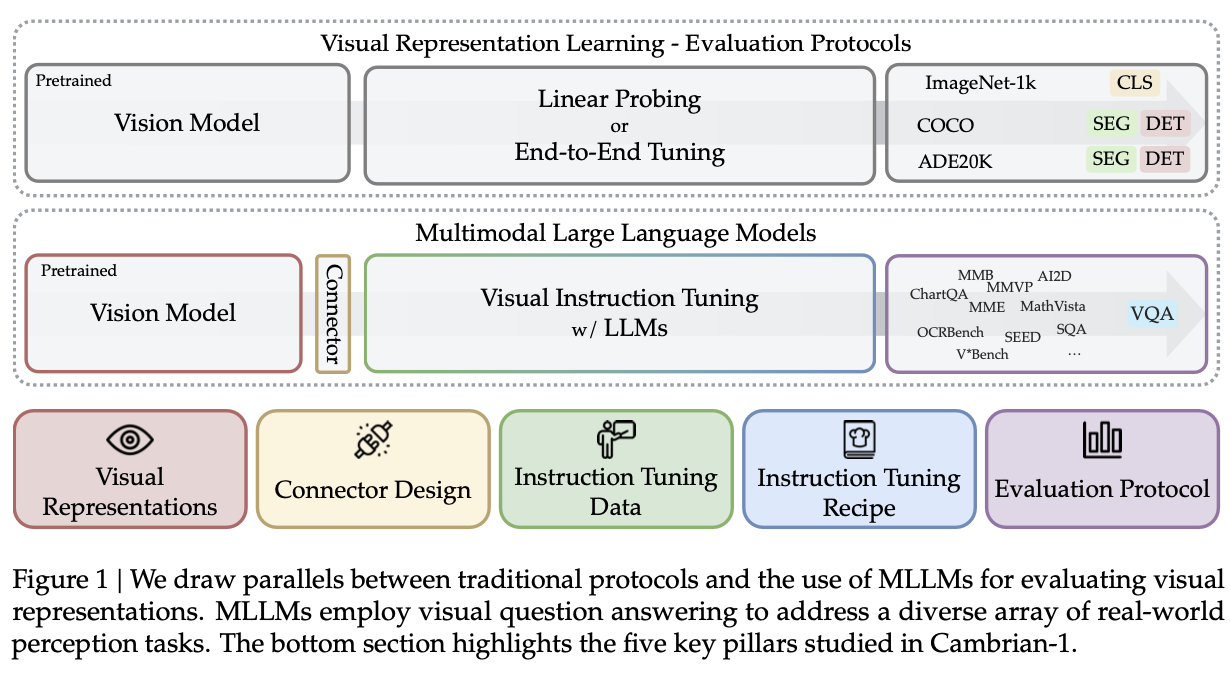 Visual Representation Learning - Evaluation Protocols
Pretrained
Vision Model
Linear Probing
or
End-to-End Tuning
ImageNet-1k CLS
COCO SEG DET
ADE20K SEG DET
Multimodal Large Language Models
Pretrained
Vision Model
Connector
Visual Instruction Tuning
w/ LLMs
MMB AI2D
ChartQA MMVP
MME MathVista
OCRBench SEED SQA
V*Bench ...
VQA
Visual
Representations
Connector Design
Instruction Tuning
Data
Instruction Tuning
Recipe
Evaluation Protocol
Figure 1 | We draw parallels between traditional protocols and the use of MLLMs for evaluating visual
representations. MLLMs employ visual question answering to address a diverse array of real-world
perception tasks. The bottom section highlights the five key pillars studied in Cambrian-1.